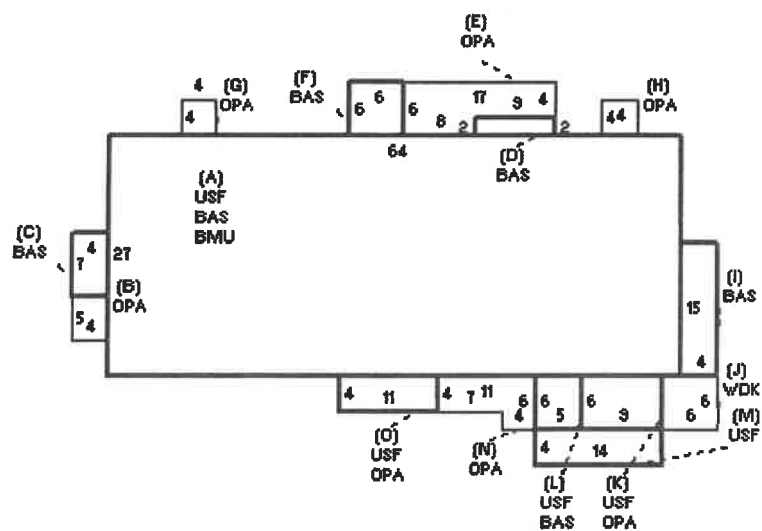 (E)
OPA
4
(G)
OPA
4
(F)
BAS
6
6
6
17
9
4
8
2
2
(H)
OPA
44
64
(D)
BAS
(A)
USF
BAS
BMU
(C)
BAS
4
7
27
(B)
OPA
5
4
(I)
BAS
15
4
(J)
WDK
4
11
4
7
11
6
4
6
5
6
9
6
6
(M)
USF
4
14
(O)
USF
OPA
(N)
OPA
(L)
USF
BAS
(K)
USF
OPA